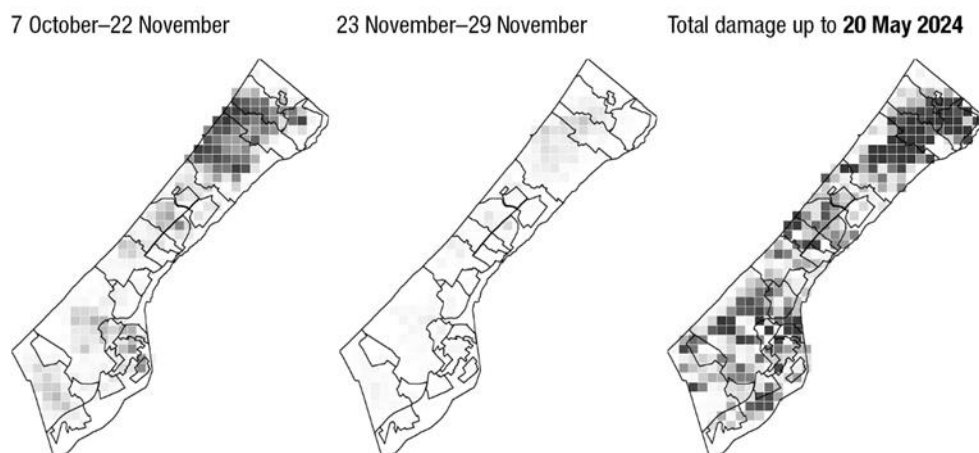 7 October–22 November
23 November–29 November
Total damage up to 20 May 2024